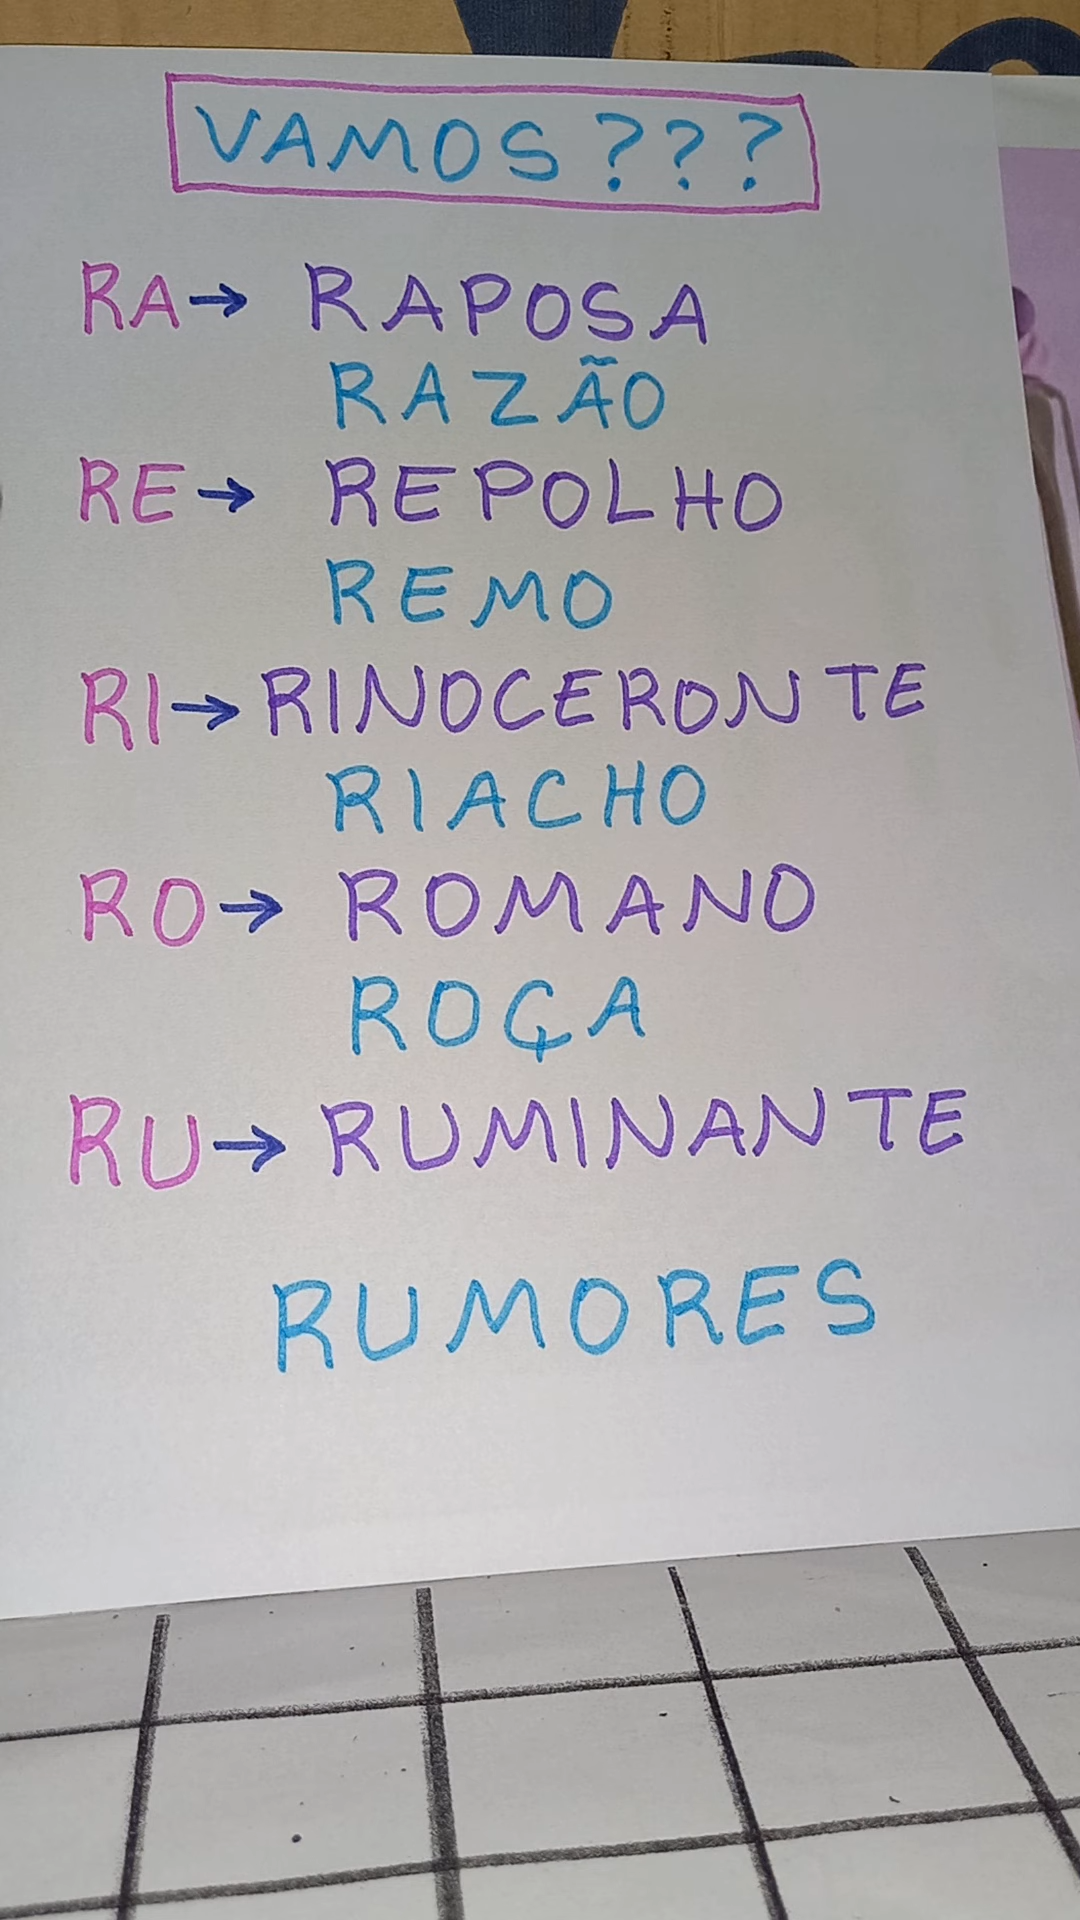 VAMOS???
RA→ RAPOSA
RAZÃO
RE→ REPOLHO
REMO
RI→ RINOCERONTE
RIACHO
RO→ ROMANO
ROÇA
RU→ RUMINANTE
RUMORES